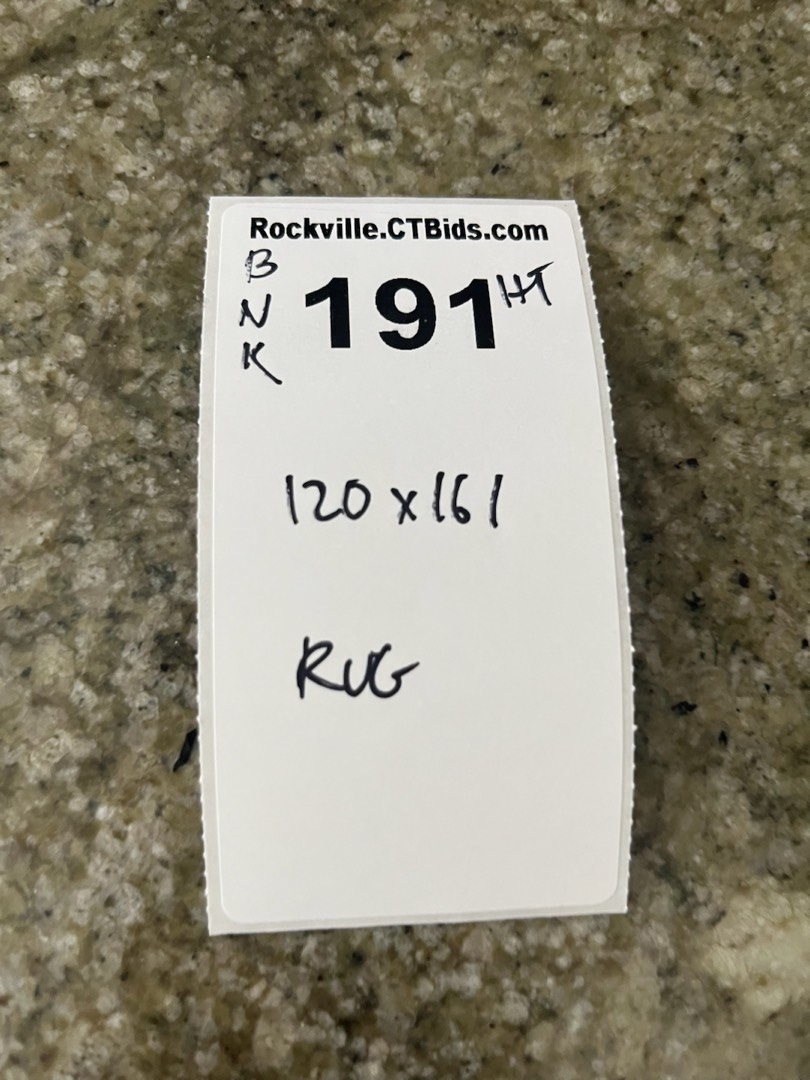 Rockville.CTBids.com
B
N
K
191 HT
120 x 161
RUG